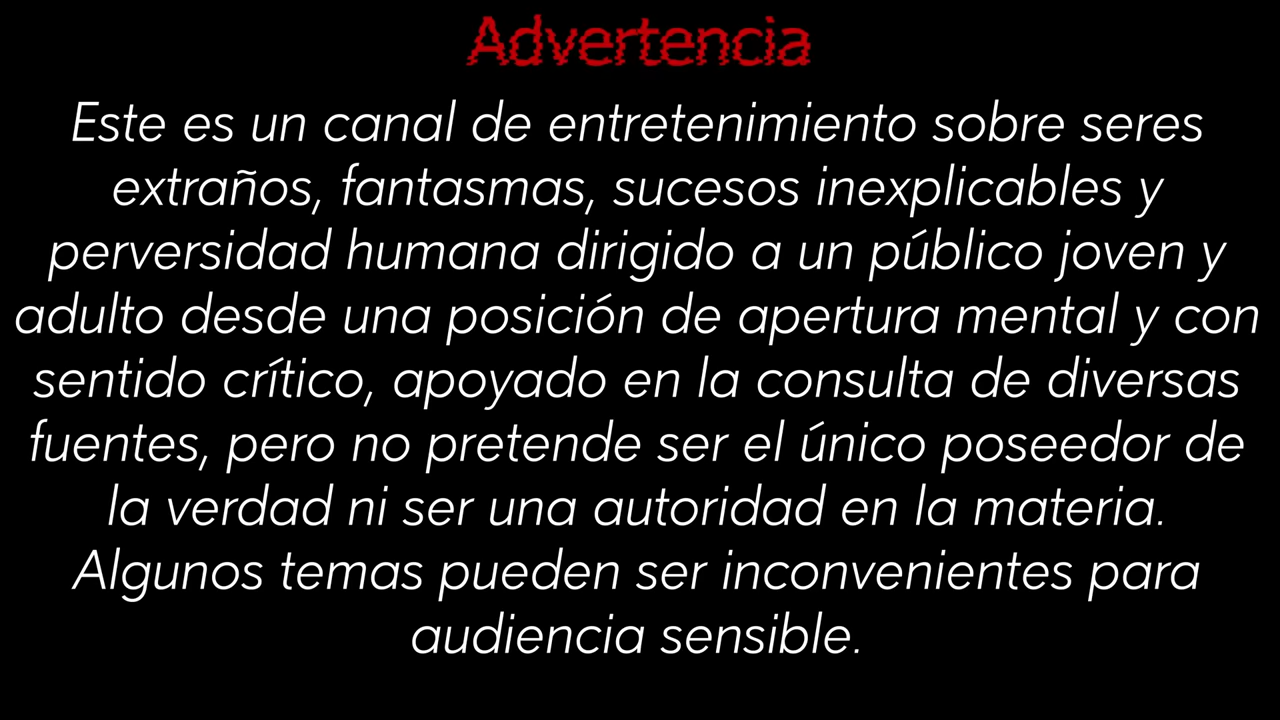 Advertencia
Este es un canal de entretenimiento sobre seres
extraños, fantasmas, sucesos inexplicables y
perversidad humana dirigido a un público joven y
adulto desde una posición de apertura mental y con
sentido crítico, apoyado en la consulta de diversas
fuentes, pero no pretende ser el único poseedor de
la verdad ni ser una autoridad en la materia.
Algunos temas pueden ser inconvenientes para
audiencia sensible.